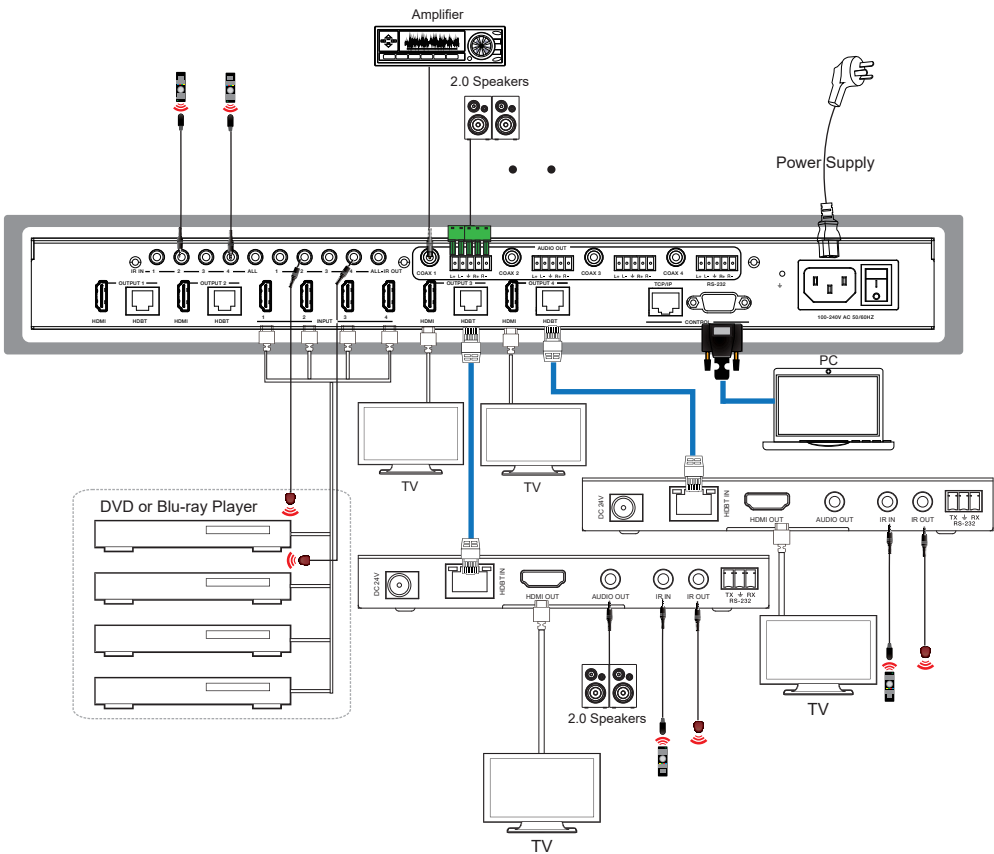 Amplifier
2.0 Speakers
Power Supply
AUDIO OUT
IR IN 1 2 3 4 ALL 1 2 3 4 ALL IR OUT
COAX 1 L+ L- R+ R- COAX 2 L+ L- R+ R- COAX 3 L+ L- R+ R- COAX 4 L+ L- R+ R-
OUTPUT 1 OUTPUT 2 OUTPUT 3 OUTPUT 4 TCP/IP RS-232
HDMI HDBT HDMI HDBT 1 2 3 4 HDMI HDBT HDMI HDBT
INPUT
CONTROL
100-240V AC 50/60HZ
PC
TV
TV
DVD or Blu-ray Player
DC 24V
HDBT IN
HDMI OUT
AUDIO OUT
IR IN
IR OUT
TX RX
RS-232
DC 24V
HDBT IN
HDMI OUT
AUDIO OUT
IR IN
IR OUT
TX RX
RS-232
2.0 Speakers
TV
TV